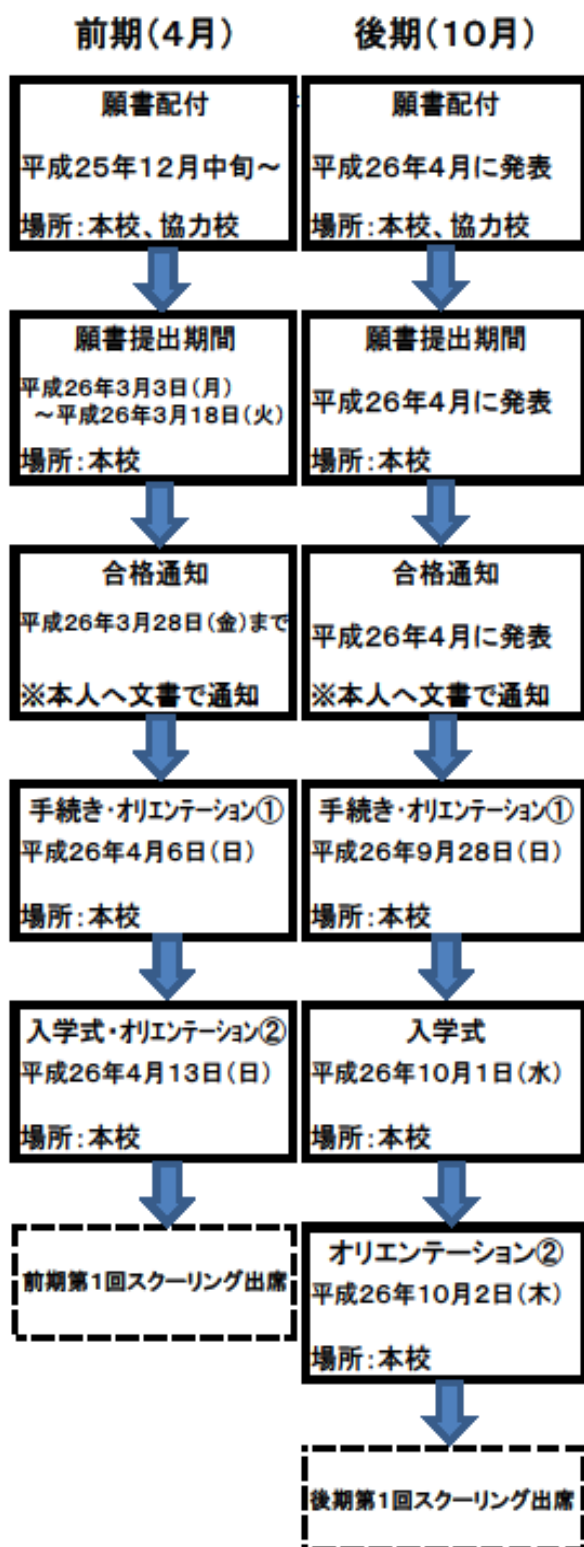 前期(4月)
願書配付
平成25年12月中旬～
場所:本校、協力校
願書提出期間
平成26年3月3日(月)
～平成26年3月18日(火)
場所:本校
合格通知
平成26年3月28日(金)まで
※本人へ文書で通知
手続き・オリエンテーション①
平成26年4月6日(日)
場所:本校
入学式・オリエンテーション②
平成26年4月13日(日)
場所:本校
前期第1回スクーリング出席
後期(10月)
願書配付
平成26年4月に発表
場所:本校、協力校
願書提出期間
平成26年4月に発表
場所:本校
合格通知
平成26年4月に発表
※本人へ文書で通知
手続き・オリエンテーション①
平成26年9月28日(日)
場所:本校
入学式
平成26年10月1日(水)
場所:本校
オリエンテーション②
平成26年10月2日(木)
場所:本校
後期第1回スクーリング出席